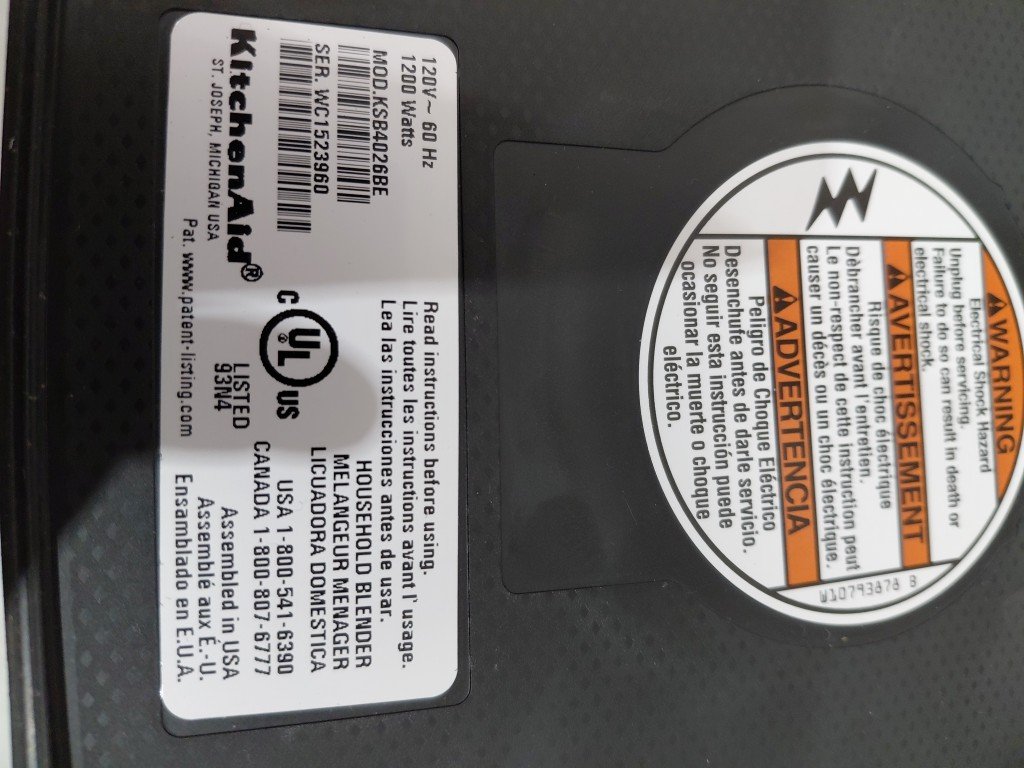 120V~ 60 Hz
1200 Watts
MOD.KSB4026BE
SER. WC1523960
KitchenAid®
ST. JOSEPH, MICHIGAN USA
Pat. www.patent-listing.com
C UL® US
LISTED
93N4
Read instructions before using.
Lire toutes les instructions avant l' usage.
Lea las instrucciones antes de usar.
HOUSEHOLD BLENDER
MELANGEUR MENAGER
LICUADORA DOMESTICA
USA 1-800-541-6390
CANADA 1-800-807-6777
Assembled in USA
Assemblé aux É.-U.
Ensamblado en E.U.A.
WARNING
Electrical Shock Hazard
Unplug before servicing.
Failure to do so can result in death or
electrical shock.
AVERTISSEMENT
Risque de choc électrique
Débrancher avant l'entretien.
Le non-respect de cette instruction peut
causer un décès ou un choc électrique.
ADVERTENCIA
Peligro de Choque Eléctrico
Desenchufe antes de darle servicio.
No seguir esta instrucción puede
ocasionar la muerte o choque
eléctrico.
W10793878 B